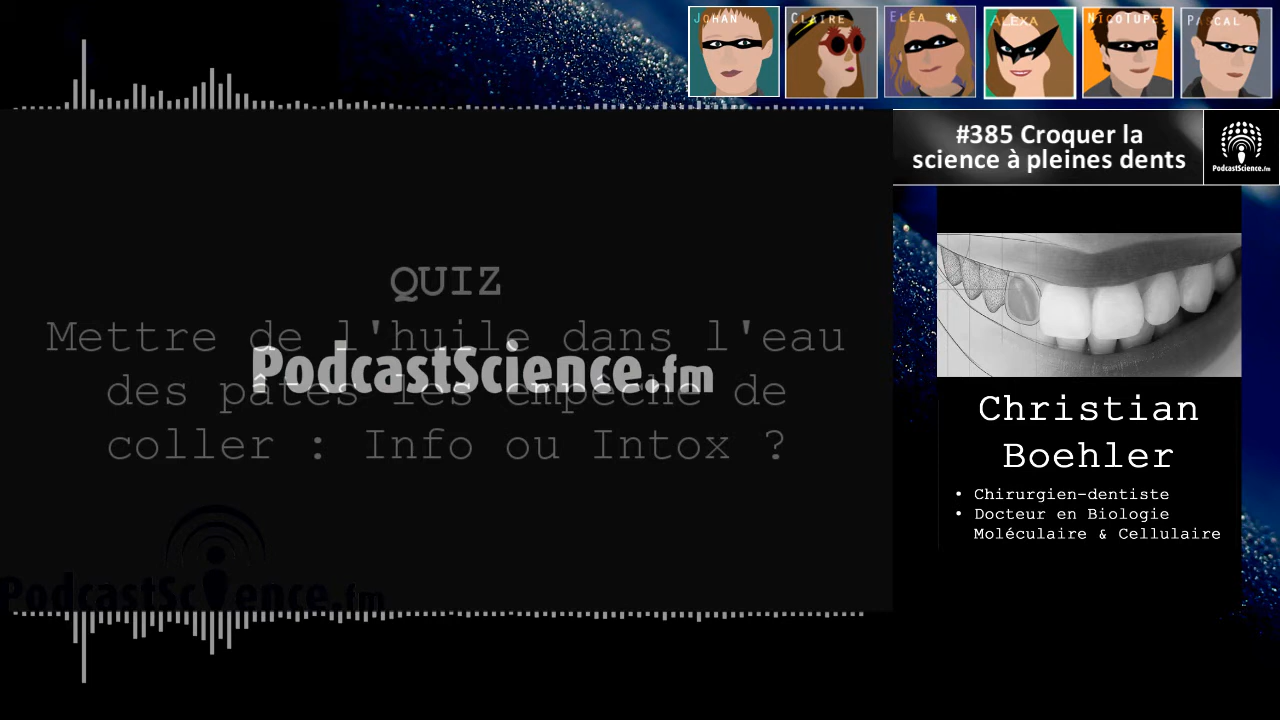 JOHAN
CLAIRE
ELÉA
ALEXA
NICOTUPE
PASCAL
#385 Croquer la
science à pleines dents
PodcastScience.fm
QUIZ
Mettre de l'huile dans l'eau
des pâtes les empêche de
coller : Info ou Intox ?
PodcastScience.fm
Christian
Boehler
• Chirurgien-dentiste
• Docteur en Biologie
Moléculaire & Cellulaire
PodcastScience.fm